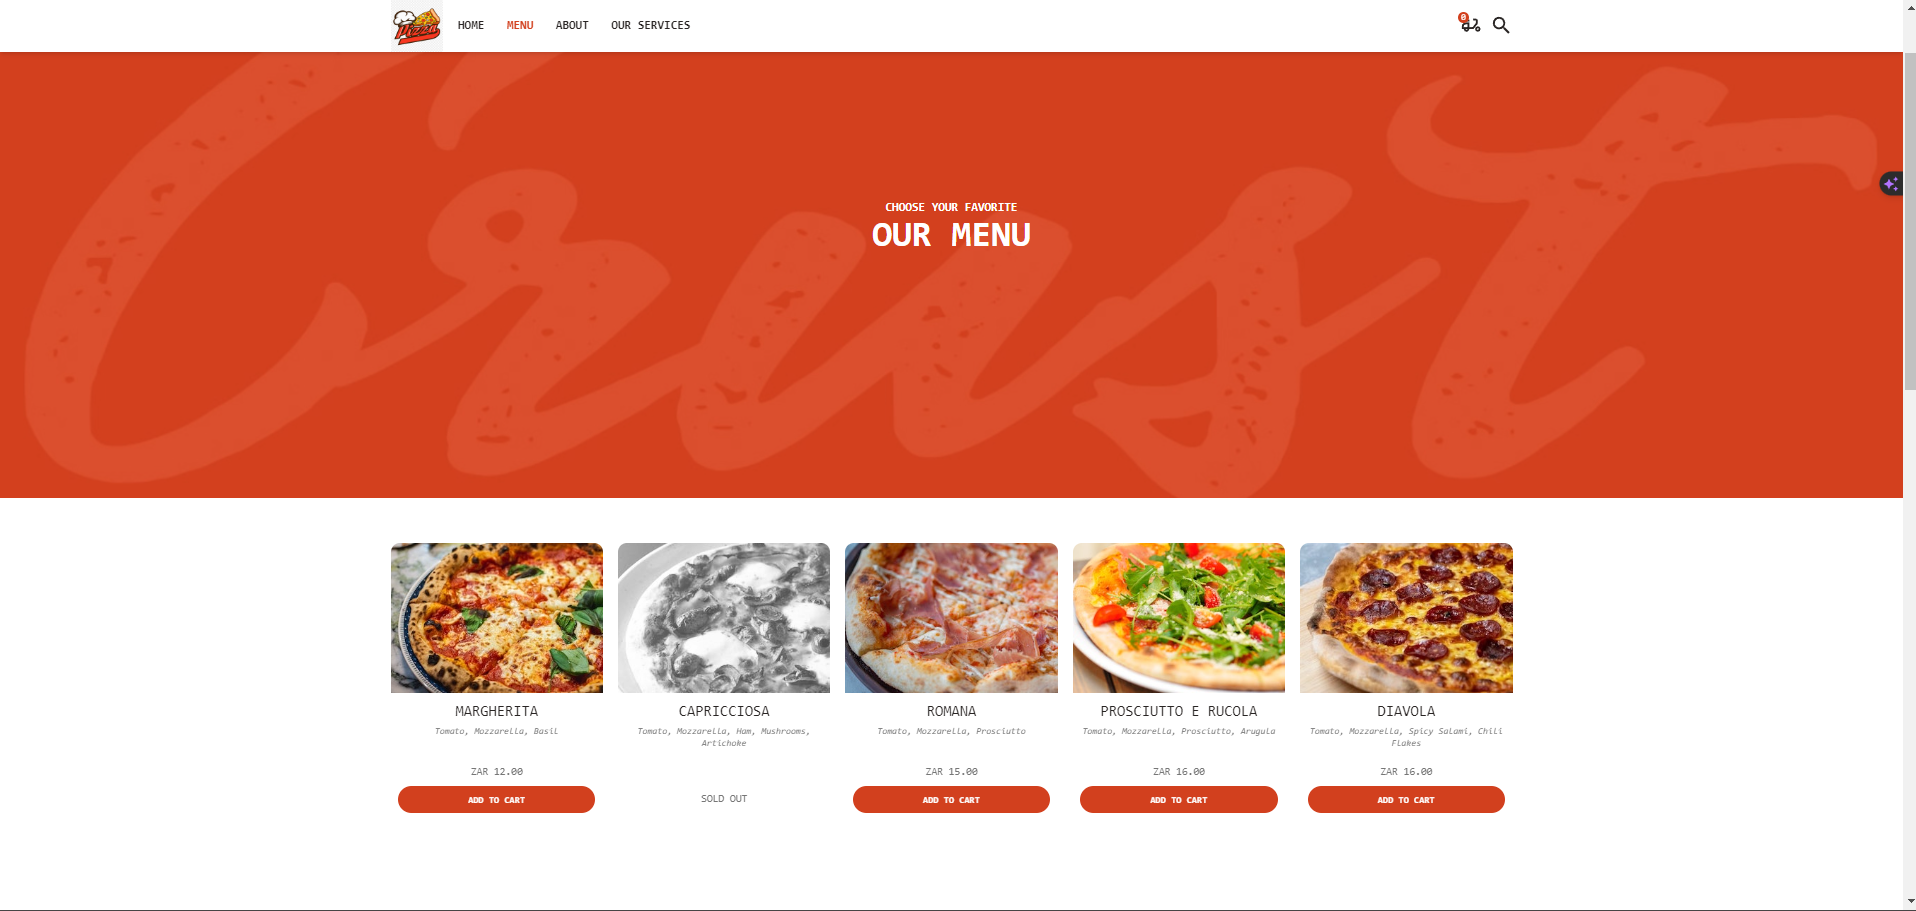 Pizza
HOME
MENU
ABOUT
OUR SERVICES
0
Crust
CHOOSE YOUR FAVORITE
OUR MENU
MARGHERITA
Tomato, Mozzarella, Basil
ZAR 12.00
ADD TO CART
CAPRICCIOSA
Tomato, Mozzarella, Ham, Mushrooms,
Artichoke
SOLD OUT
ROMANA
Tomato, Mozzarella, Prosciutto
ZAR 15.00
ADD TO CART
PROSCIUTTO E RUCOLA
Tomato, Mozzarella, Prosciutto, Arugula
ZAR 16.00
ADD TO CART
DIAVOLA
Tomato, Mozzarella, Spicy Salami, Chili
Flakes
ZAR 16.00
ADD TO CART